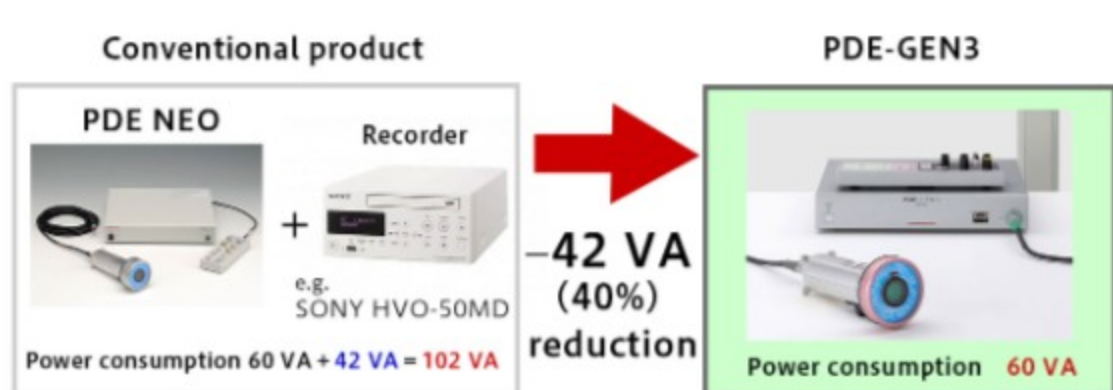 Conventional product
PDE NEO
Recorder
+
e.g.
SONY HVO-50MD
Power consumption 60 VA + 42 VA = 102 VA
–42 VA
(40%)
reduction
PDE-GEN3
Power consumption 60 VA